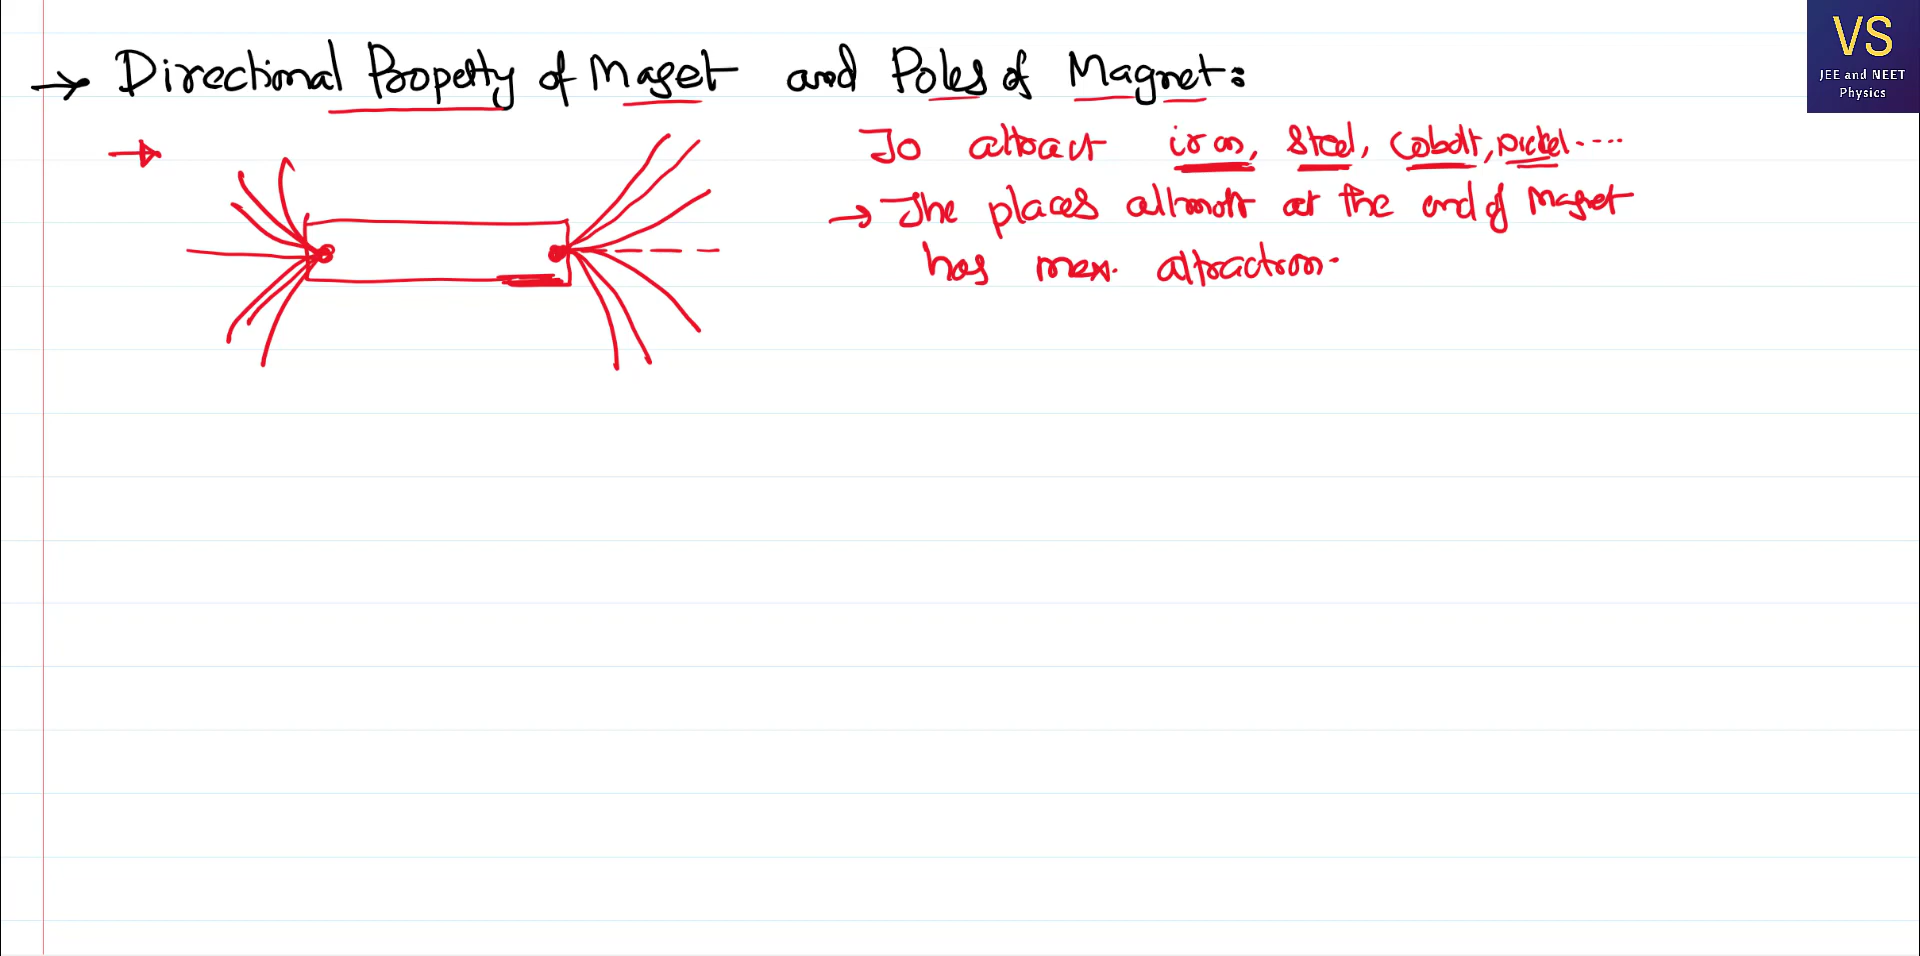 → Directional Property of Maget and Poles of Magnet:
VS
JEE and NEET
Physics
→
To attract iron, steel, cobalt, nickel....
→ The places almost at the end of Magnet
has max. attraction.